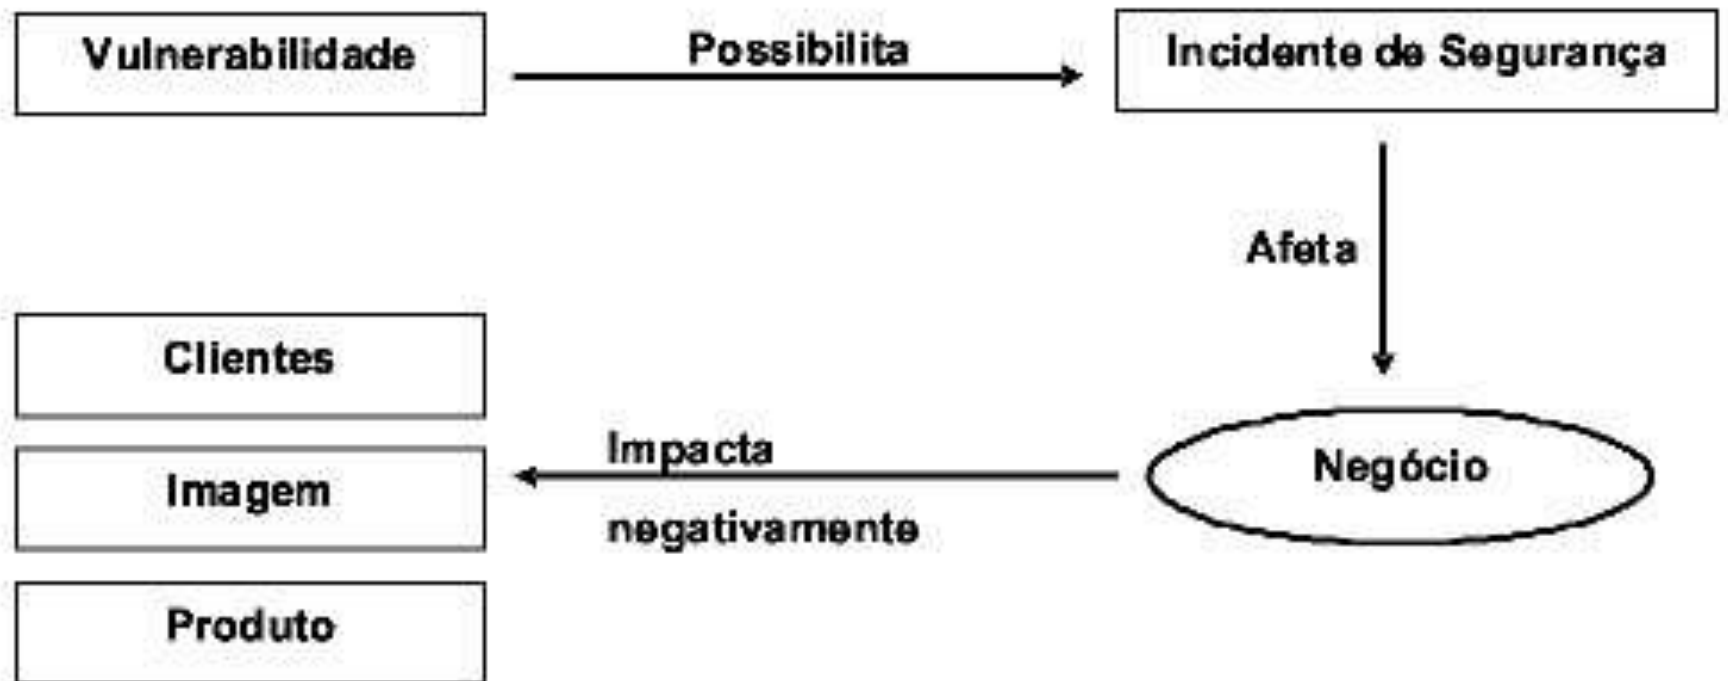 Vulnerabilidade
Possibilita
Incidente de Segurança
Afeta
Clientes
Imagem
Produto
Impacta
negativamente
Negócio